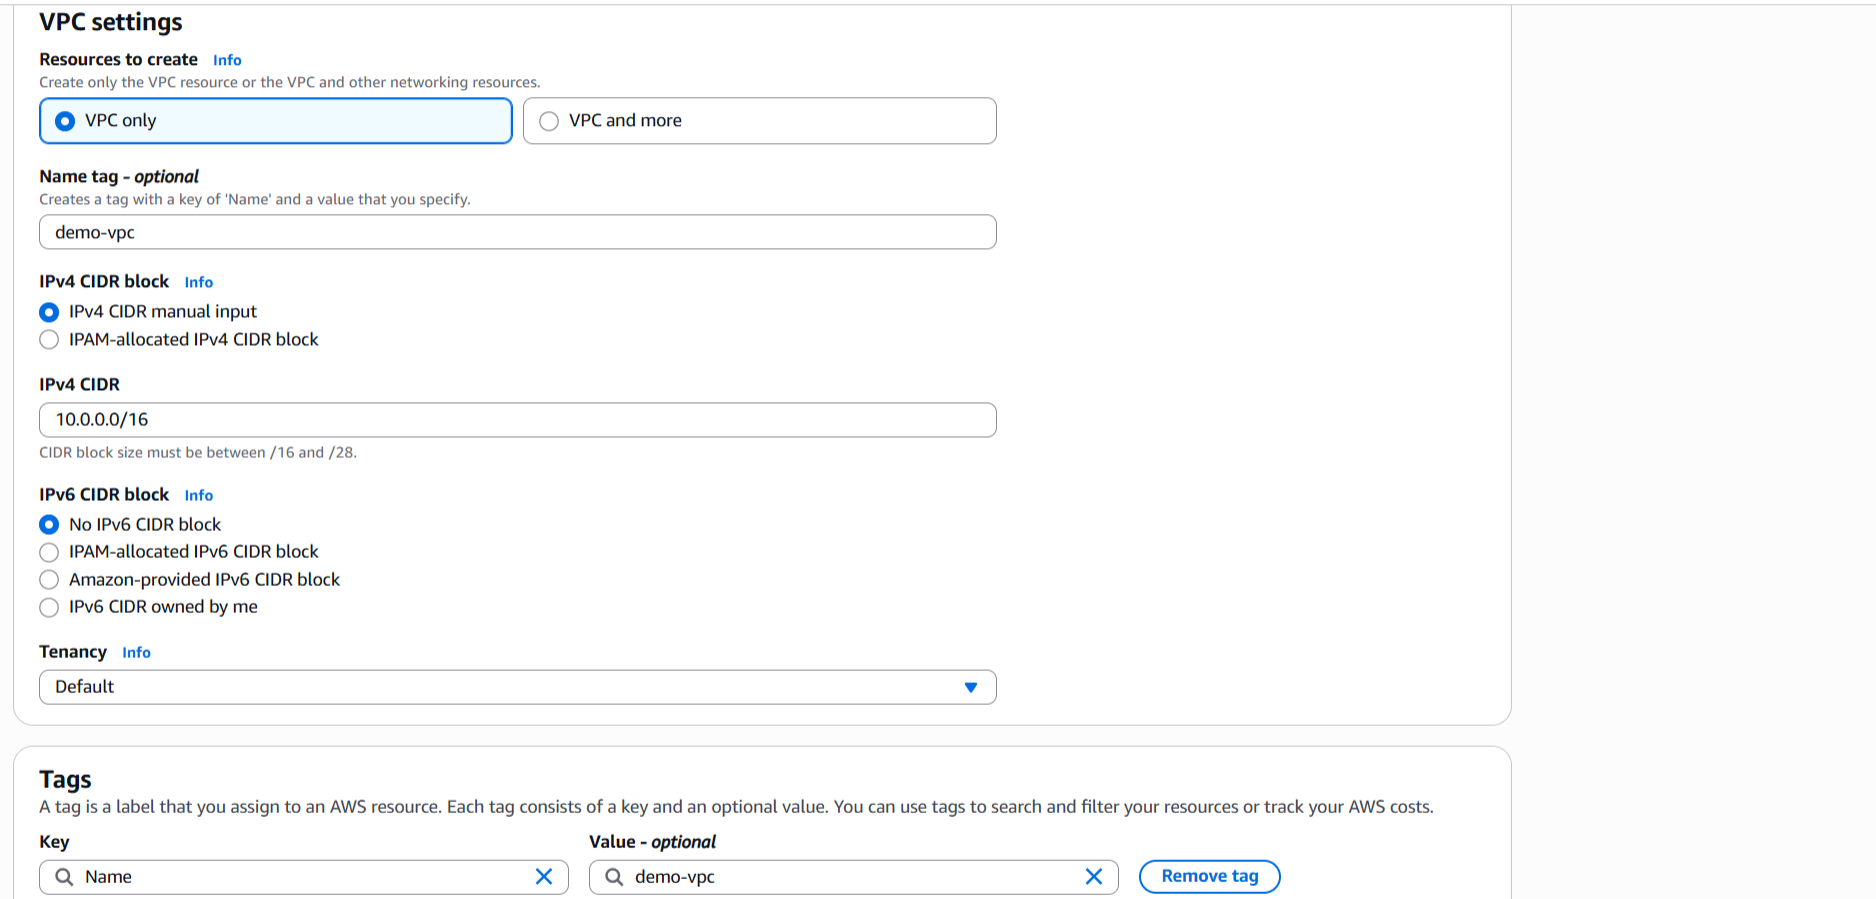 VPC settings
Resources to create Info
Create only the VPC resource or the VPC and other networking resources.
VPC only
VPC and more
Name tag - optional
Creates a tag with a key of 'Name' and a value that you specify.
demo-vpc
IPv4 CIDR block Info
IPv4 CIDR manual input
IPAM-allocated IPv4 CIDR block
IPv4 CIDR
10.0.0.0/16
CIDR block size must be between /16 and /28.
IPv6 CIDR block Info
No IPv6 CIDR block
IPAM-allocated IPv6 CIDR block
Amazon-provided IPv6 CIDR block
IPv6 CIDR owned by me
Tenancy Info
Default
Tags
A tag is a label that you assign to an AWS resource. Each tag consists of a key and an optional value. You can use tags to search and filter your resources or track your AWS costs.
Key
Value - optional
Name
demo-vpc
Remove tag